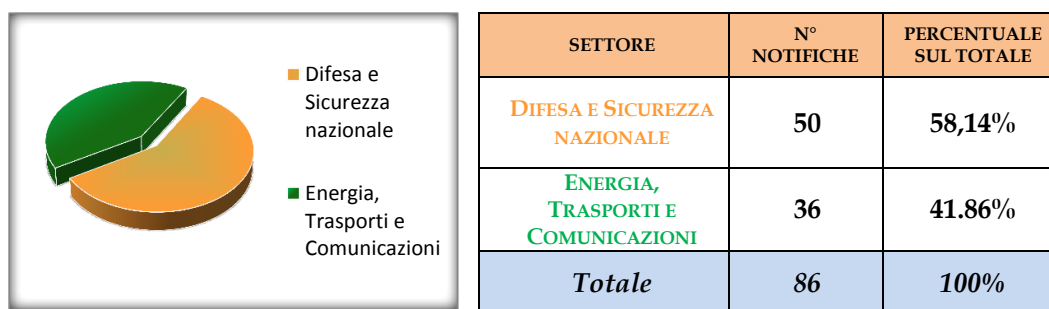 Difesa e
Sicurezza
nazionale
Energia,
Trasporti e
Comunicazioni
SETTORE
N°
NOTIFICHE
PERCENTUALE
SUL TOTALE
DIFESA E SICUREZZA
NAZIONALE
50
58,14%
ENERGIA,
TRASPORTI E
COMUNICAZIONI
36
41.86%
Totale
86
100%